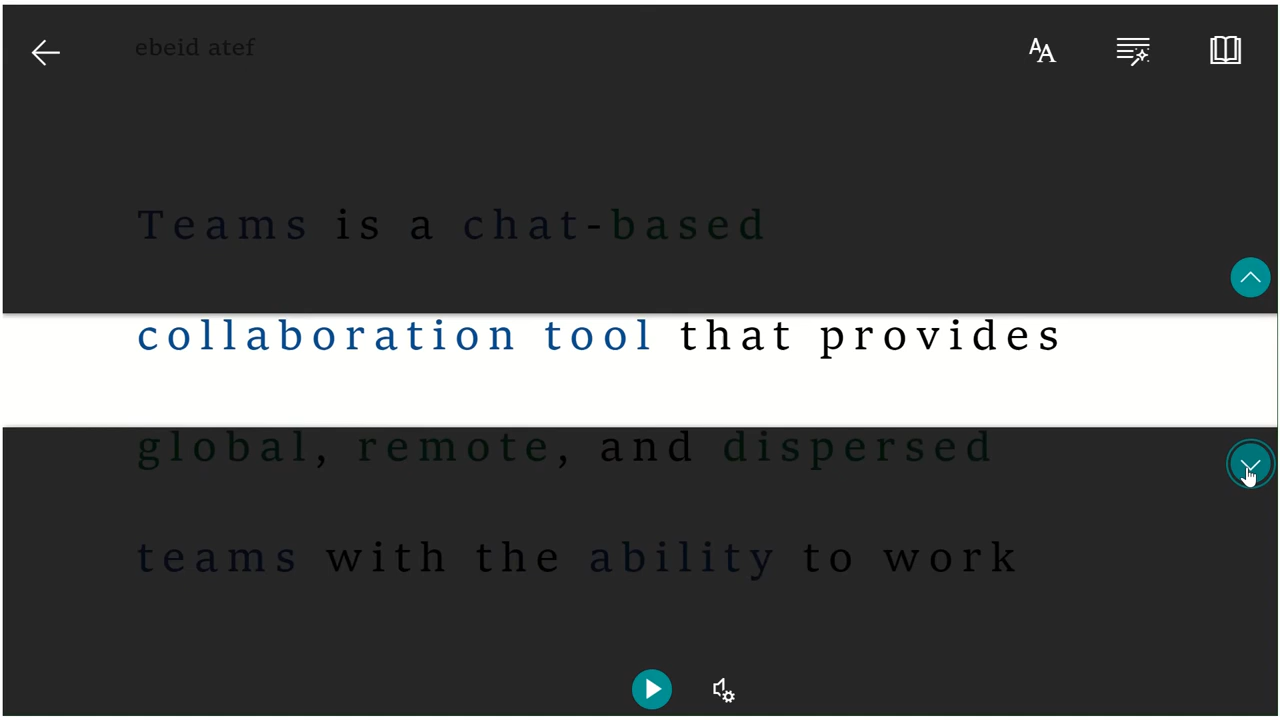 ebeid atef
Teams is a chat-based
collaboration tool that provides
global, remote, and dispersed
teams with the ability to work